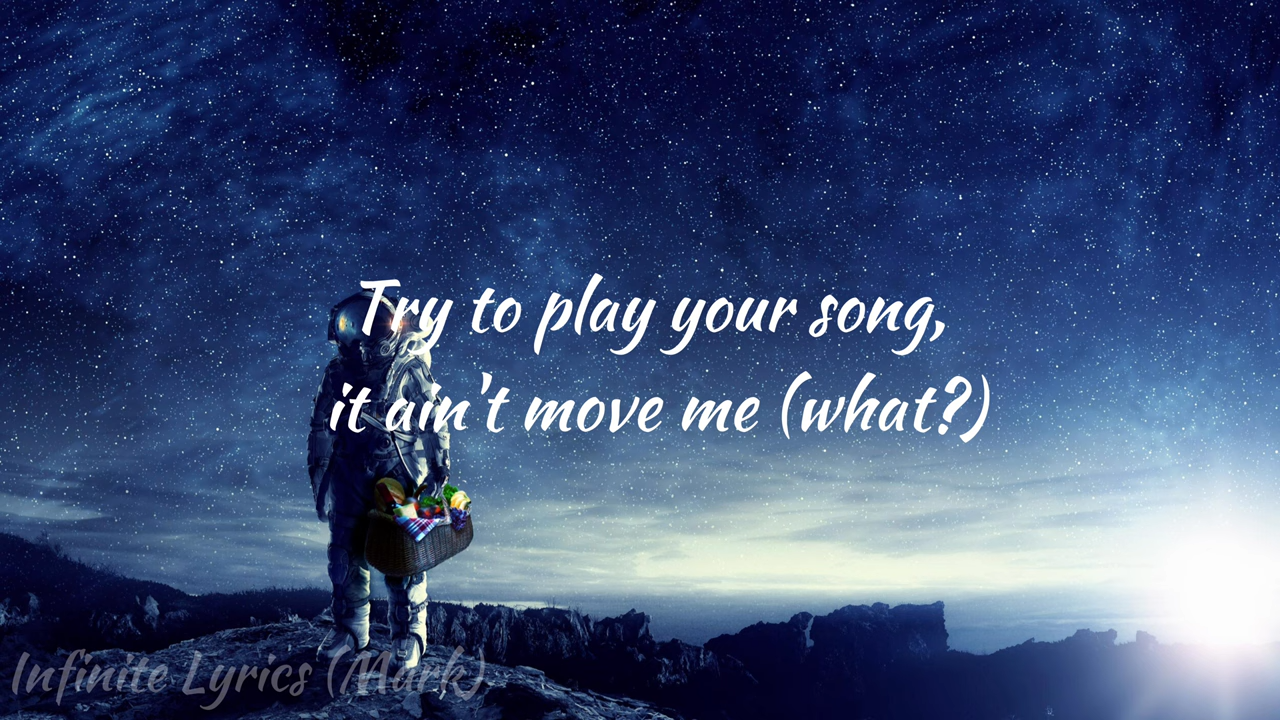 Try to play your song,
it ain't move me (what?)
Infinite Lyrics (Mark)